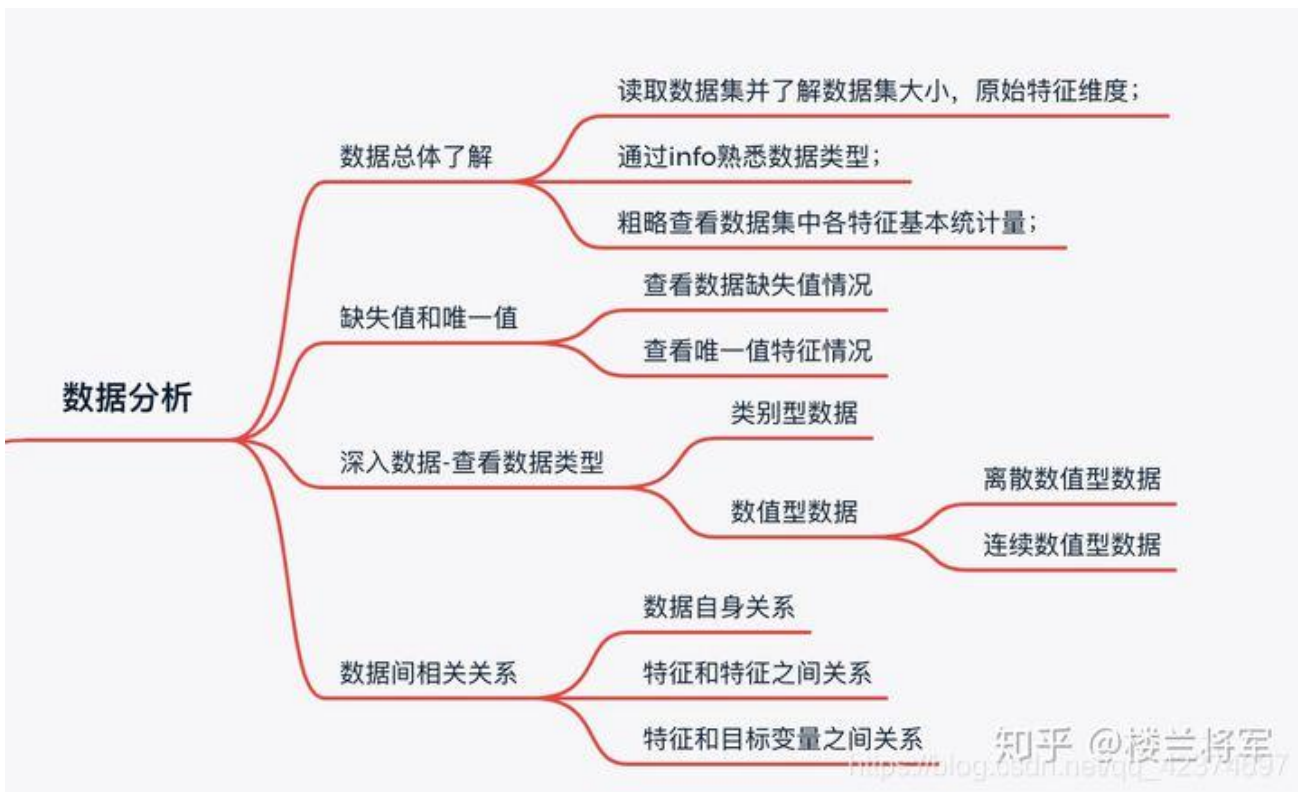 读取数据集并了解数据集大小，原始特征维度；
数据总体了解
通过info熟悉数据类型；
粗略查看数据集中各特征基本统计量；
查看数据缺失值情况
缺失值和唯一值
查看唯一值特征情况
数据分析
类别型数据
深入数据-查看数据类型
离散数值型数据
数值型数据
连续数值型数据
数据自身关系
数据间相关关系
特征和特征之间关系
特征和目标变量之间关系
知乎 @楼兰将军